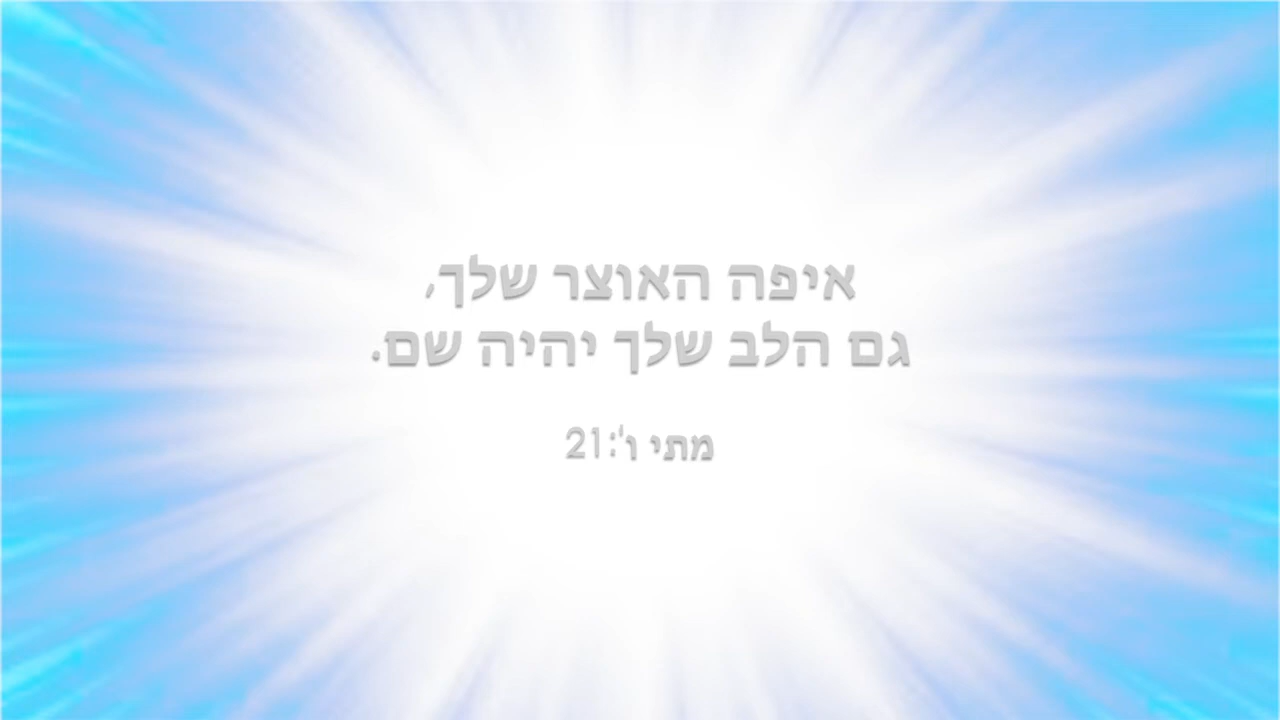 איפה האוצר שלך,
גם הלב שלך יהיה שם.
מתי ו':21